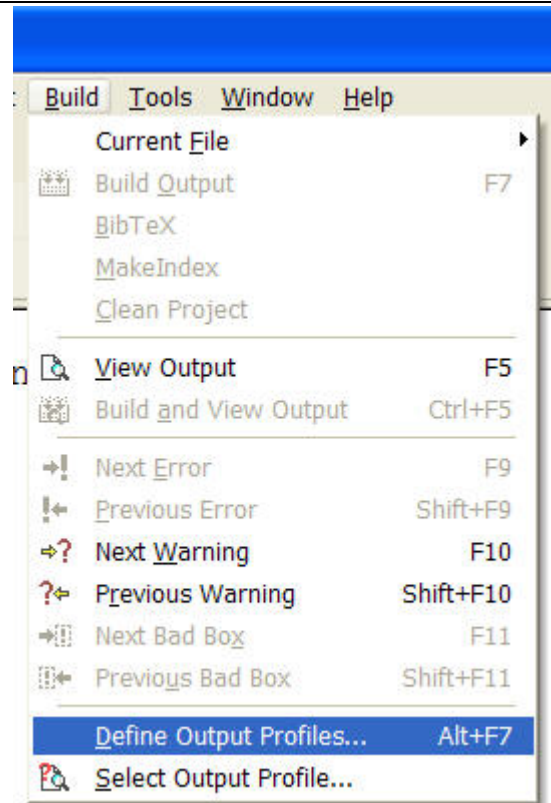 Build Tools Window Help
Current File
Build Output F7
BibTeX
MakeIndex
Clean Project
View Output F5
Build and View Output Ctrl+F5
Next Error F9
Previous Error Shift+F9
Next Warning F10
Previous Warning Shift+F10
Next Bad Box F11
Previous Bad Box Shift+F11
Define Output Profiles... Alt+F7
Select Output Profile...